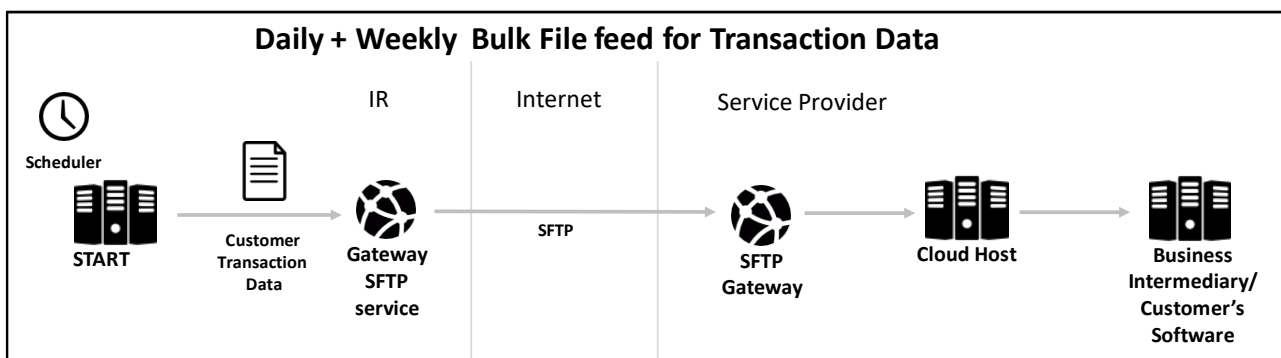 Daily + Weekly Bulk File feed for Transaction Data
IR
Internet
Service Provider
Scheduler
START
Customer
Transaction
Data
Gateway
SFTP
service
SFTP
SFTP
Gateway
Cloud Host
Business
Intermediary/
Customer's
Software